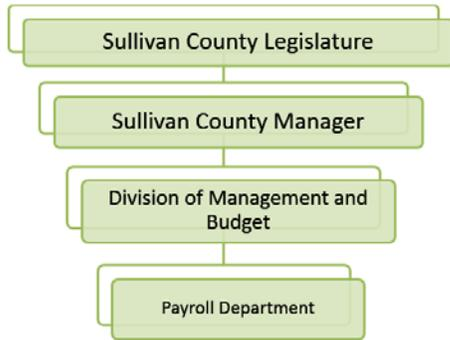 Sullivan County Legislature
Sullivan County Manager
Division of Management and
Budget
Payroll Department